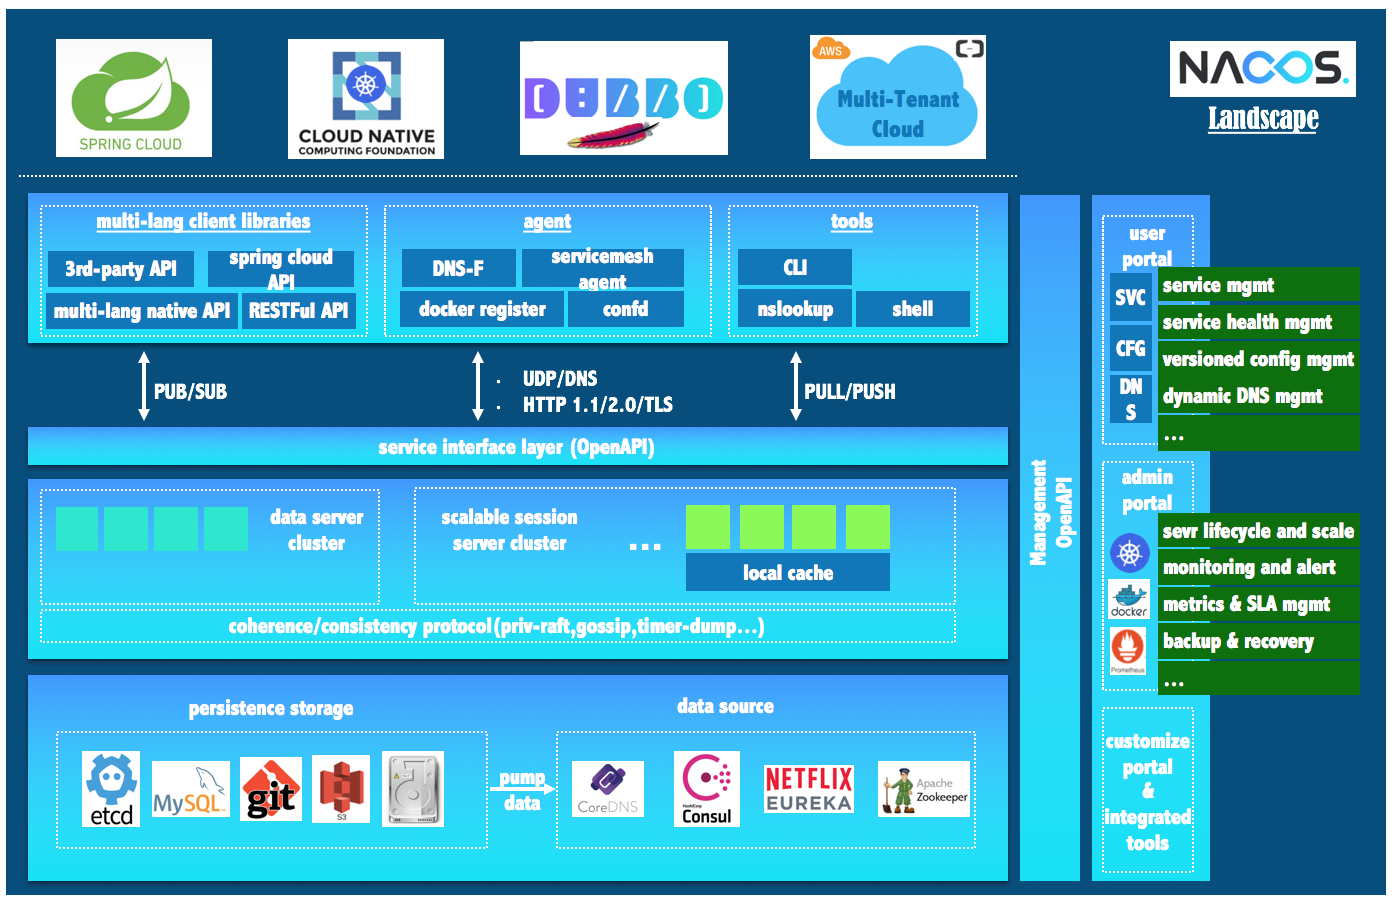 SPRING CLOUD
CLOUD NATIVE
COMPUTING FOUNDATION
DUBBO
AWS
Multi-Tenant
Cloud
NACOS.
Landscape
multi-lang client libraries
3rd-party API
spring cloud
API
multi-lang native API
RESTFul API
agent
DNS-F
servicemesh
agent
docker register
confd
tools
CLI
nslookup
shell
PUB/SUB
· UDP/DNS
· HTTP 1.1/2.0/TLS
PULL/PUSH
service interface layer (OpenAPI)
data server
cluster
scalable session
server cluster
...
local cache
coherence/consistency protocol(priv-raft,gossip,timer-dump...)
persistence storage
etcd
MySQL
git
S3
pump
data
data source
CoreDNS
HashiCorp
Consul
NETFLIX
EUREKA
Apache
Zookeeper
Management
OpenAPI
user
portal
SVC
CFG
DN
S
service mgmt
service health mgmt
versioned config mgmt
dynamic DNS mgmt
...
admin
portal
docker
Prometheus
sevr lifecycle and scale
monitoring and alert
metrics & SLA mgmt
backup & recovery
...
customize
portal
&
integrated
tools